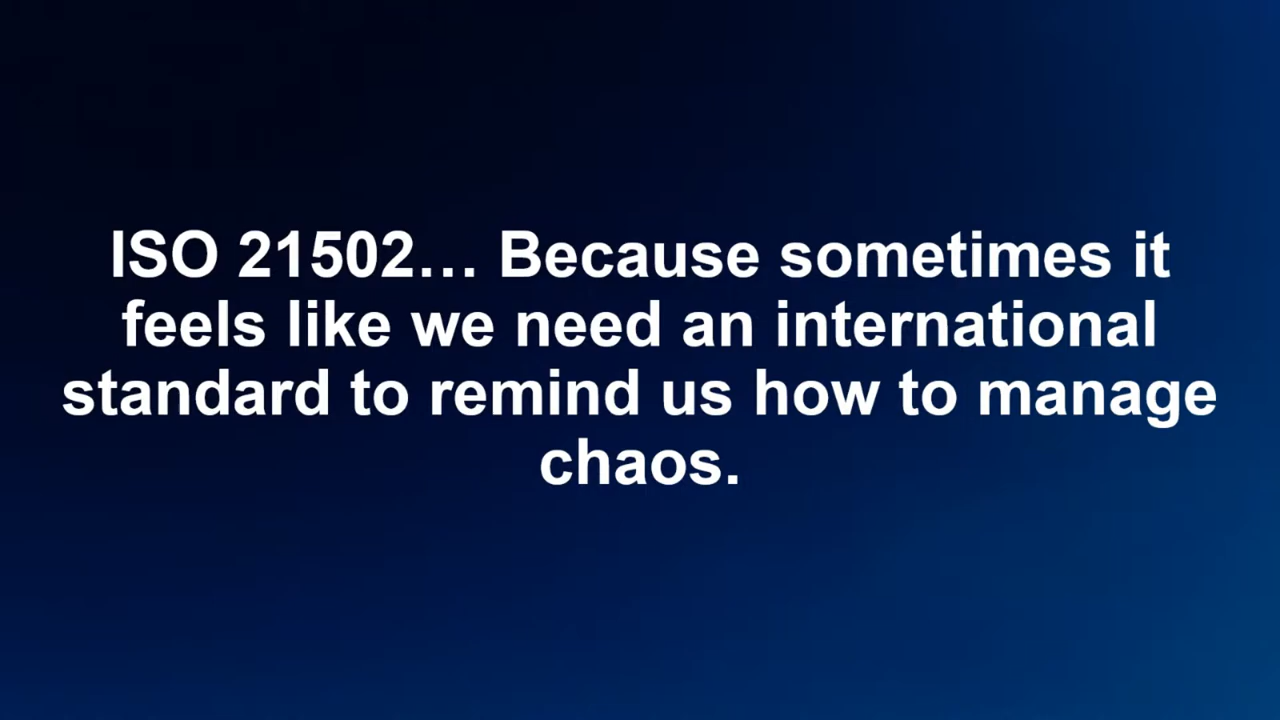 ISO 21502… Because sometimes it
feels like we need an international
standard to remind us how to manage
chaos.